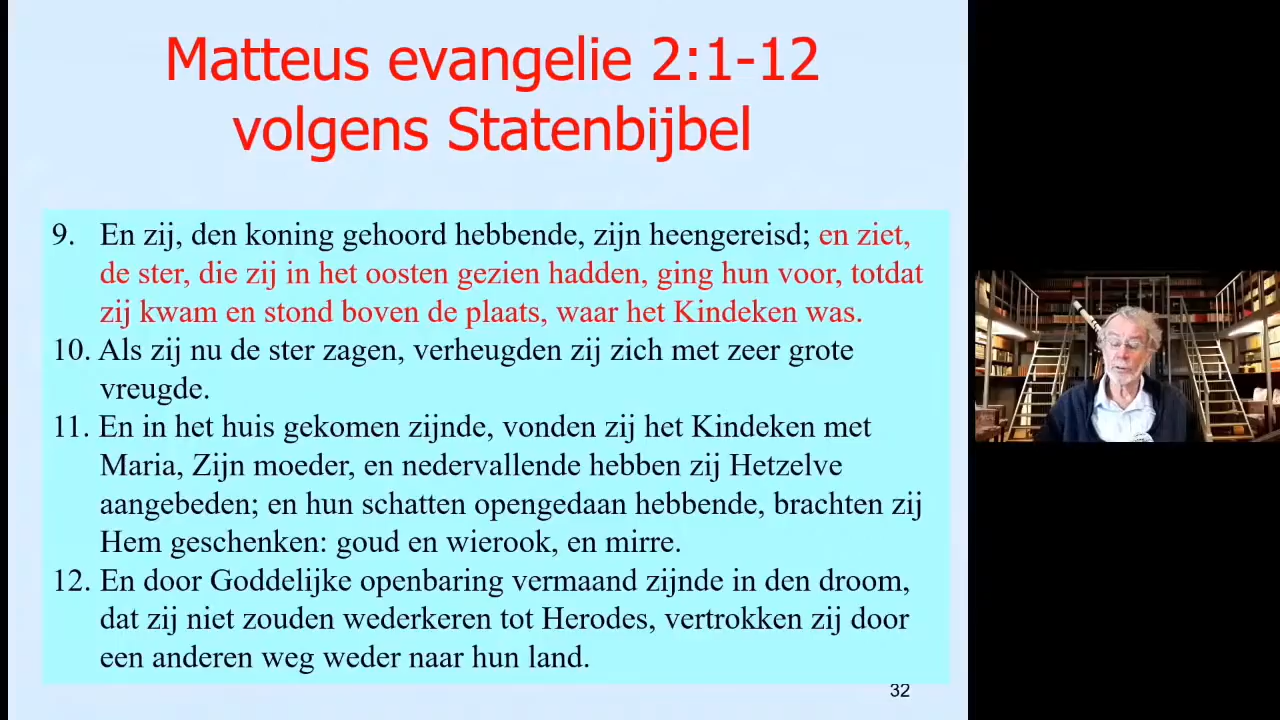 Matteus evangelie 2:1-12
volgens Statenbijbel
9. En zij, den koning gehoord hebbende, zijn heengereisd; en ziet,
de ster, die zij in het oosten gezien hadden, ging hun voor, totdat
zij kwam en stond boven de plaats, waar het Kindeken was.
10. Als zij nu de ster zagen, verheugden zij zich met zeer grote
vreugde.
11. En in het huis gekomen zijnde, vonden zij het Kindeken met
Maria, Zijn moeder, en nedervallende hebben zij Hetzelve
aangebeden; en hun schatten opengedaan hebbende, brachten zij
Hem geschenken: goud en wierook, en mirre.
12. En door Goddelijke openbaring vermaand zijnde in den droom,
dat zij niet zouden wederkeren tot Herodes, vertrokken zij door
een anderen weg weder naar hun land.
32